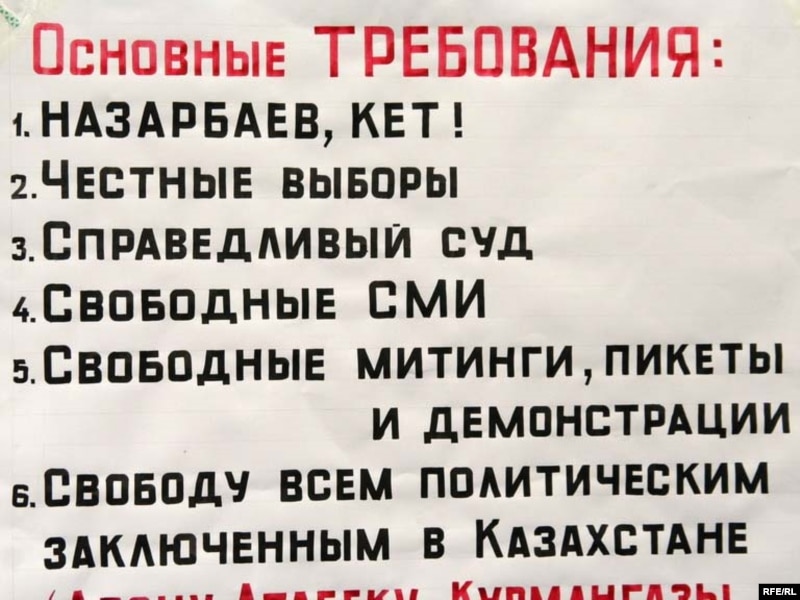 Основные ТРЕБОВАНИЯ:
1. НАЗАРБАЕВ, КЕТ!
2. Честные выборы
3. Справедливый суд
4. Свободные СМИ
5. Свободные митинги, пикеты
и демонстрации
6. Свободу всем политическим
заключенным в Казахстане
Курмангазы
RFE/RL